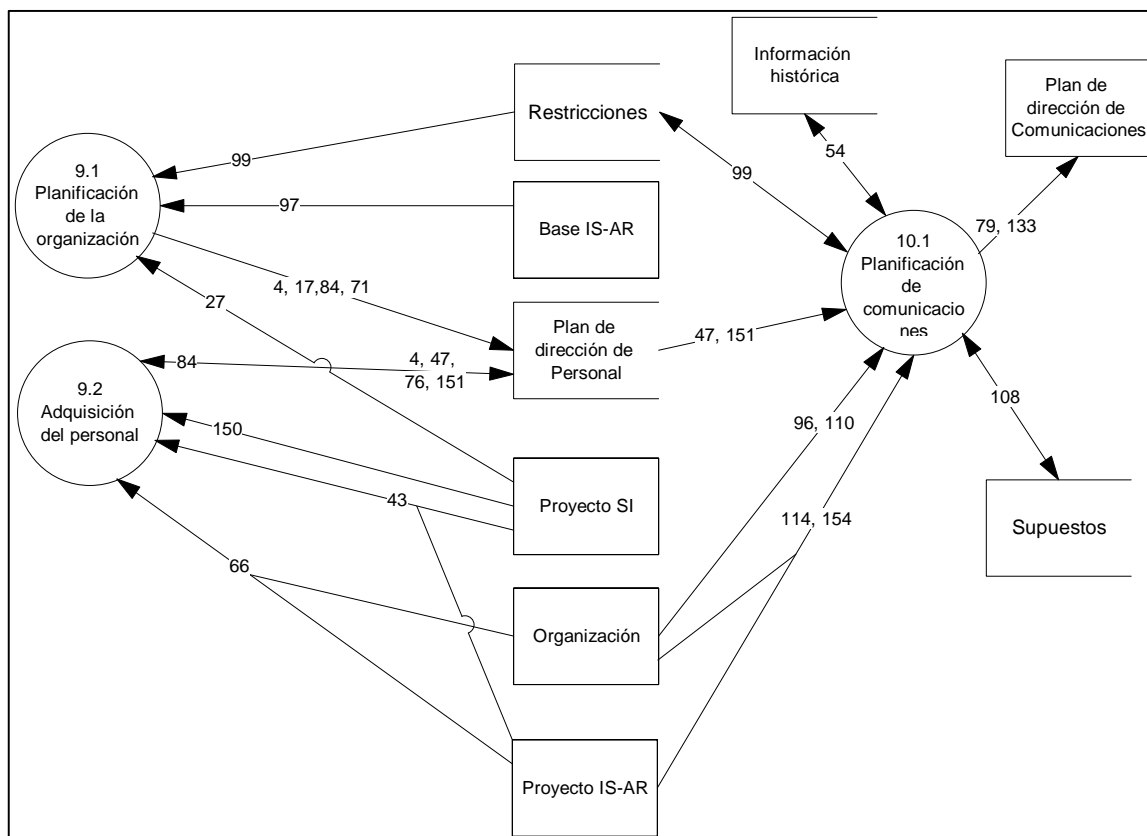 Información
histórica
Plan de
dirección de
Comunicaciones
Restricciones
99
54
99
9.1
Planificación
de la
organización
97
Base IS-AR
79, 133
10.1
Planificación
de
comunicacio
nes
4, 17,84, 71
27
Plan de
dirección de
Personal
47, 151
84
4, 47,
76, 151
9.2
Adquisición
del personal
108
150
96, 110
43
Proyecto SI
114, 154
Supuestos
66
Organización
Proyecto IS-AR